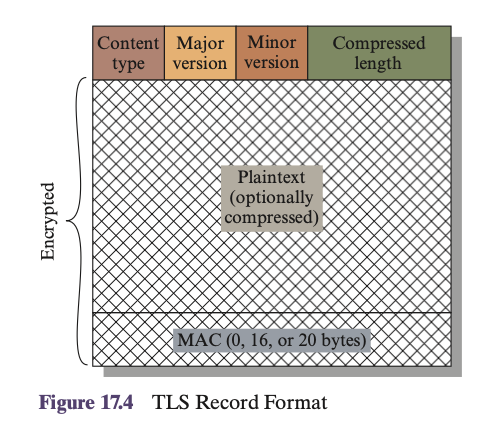 Content type
Major version
Minor version
Compressed length
Encrypted
Plaintext
(optionally
compressed)
MAC (0, 16, or 20 bytes)
Figure 17.4 TLS Record Format